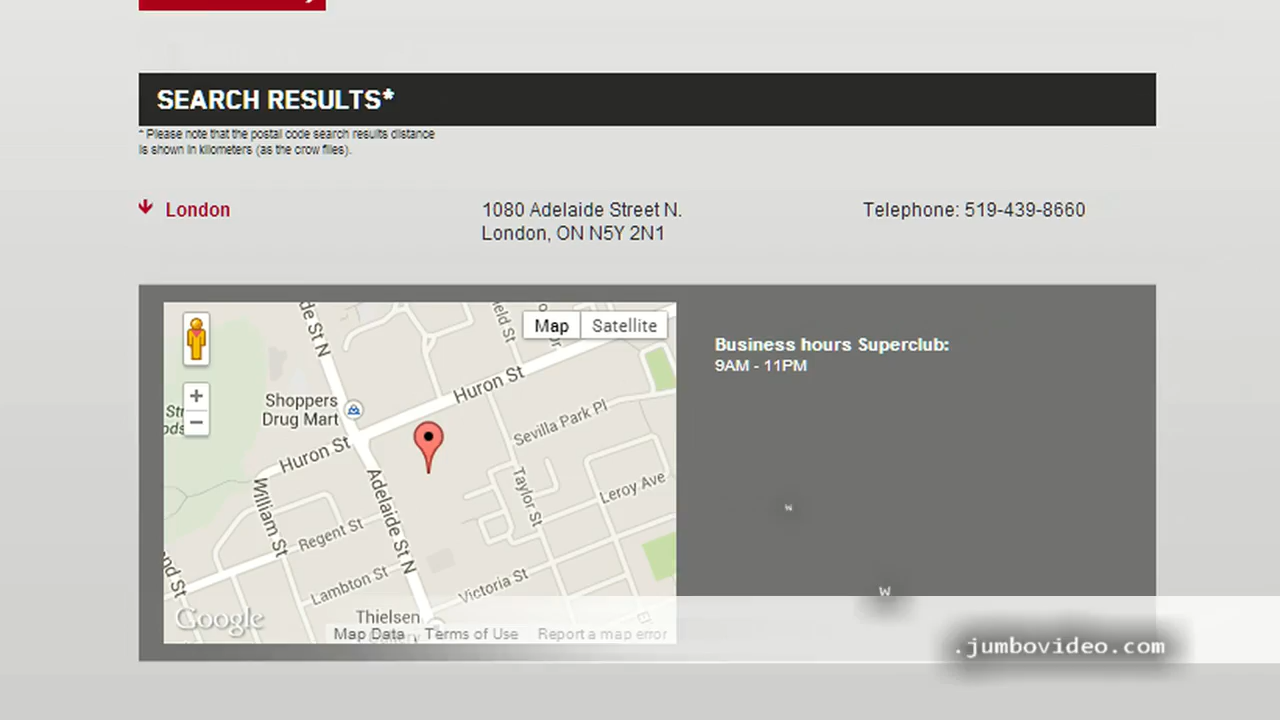 SEARCH RESULTS*
* Please note that the postal code search results distance
is shown in kilometers (as the crow flies).
London
1080 Adelaide Street N.
London, ON N5Y 2N1
Telephone: 519-439-8660
Map
Satellite
de St N
Huron St
Shoppers
Drug Mart
Sevilla Park Pl
Huron St
Adelaide St N
Taylor St
Leroy Ave
William St
Regent St
Lambton St
Victoria St
Thielsen
Google
Map Data
Terms of Use
Report a map error
Business hours Superclub:
9AM - 11PM
w
w
.jumbovideo.com